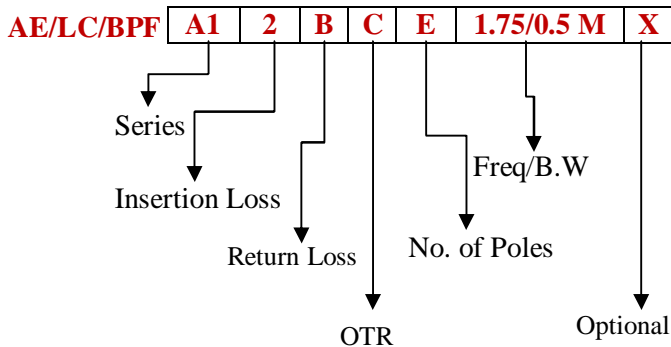 AE/LC/BPF A1 2 B C E 1.75/0.5 M X
Series
Freq/B.W
Insertion Loss
No. of Poles
Return Loss
OTR
Optional